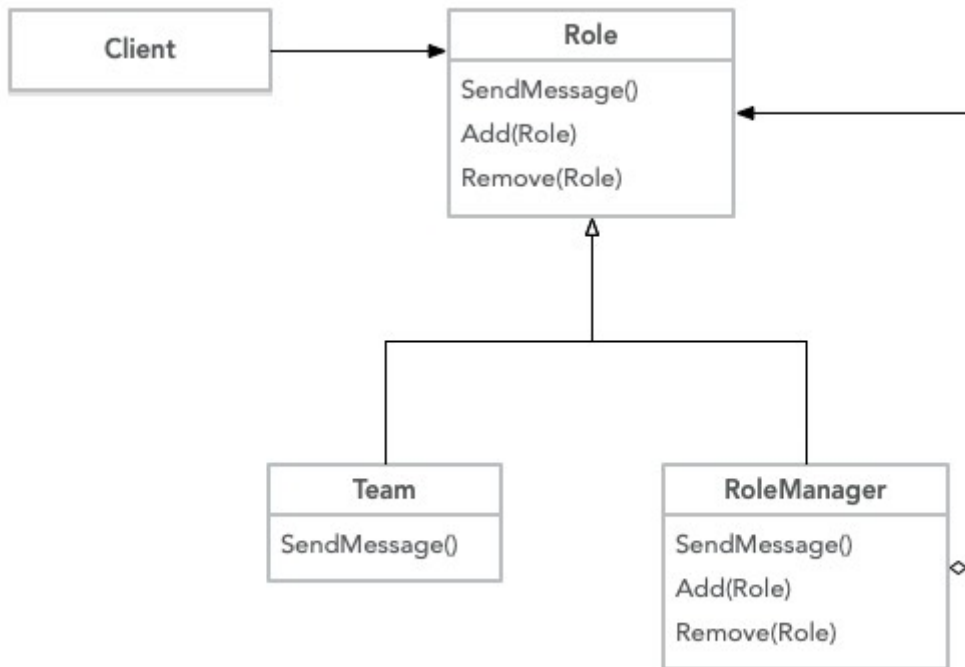 Client
Role
SendMessage()
Add(Role)
Remove(Role)
Team
SendMessage()
RoleManager
SendMessage()
Add(Role)
Remove(Role)